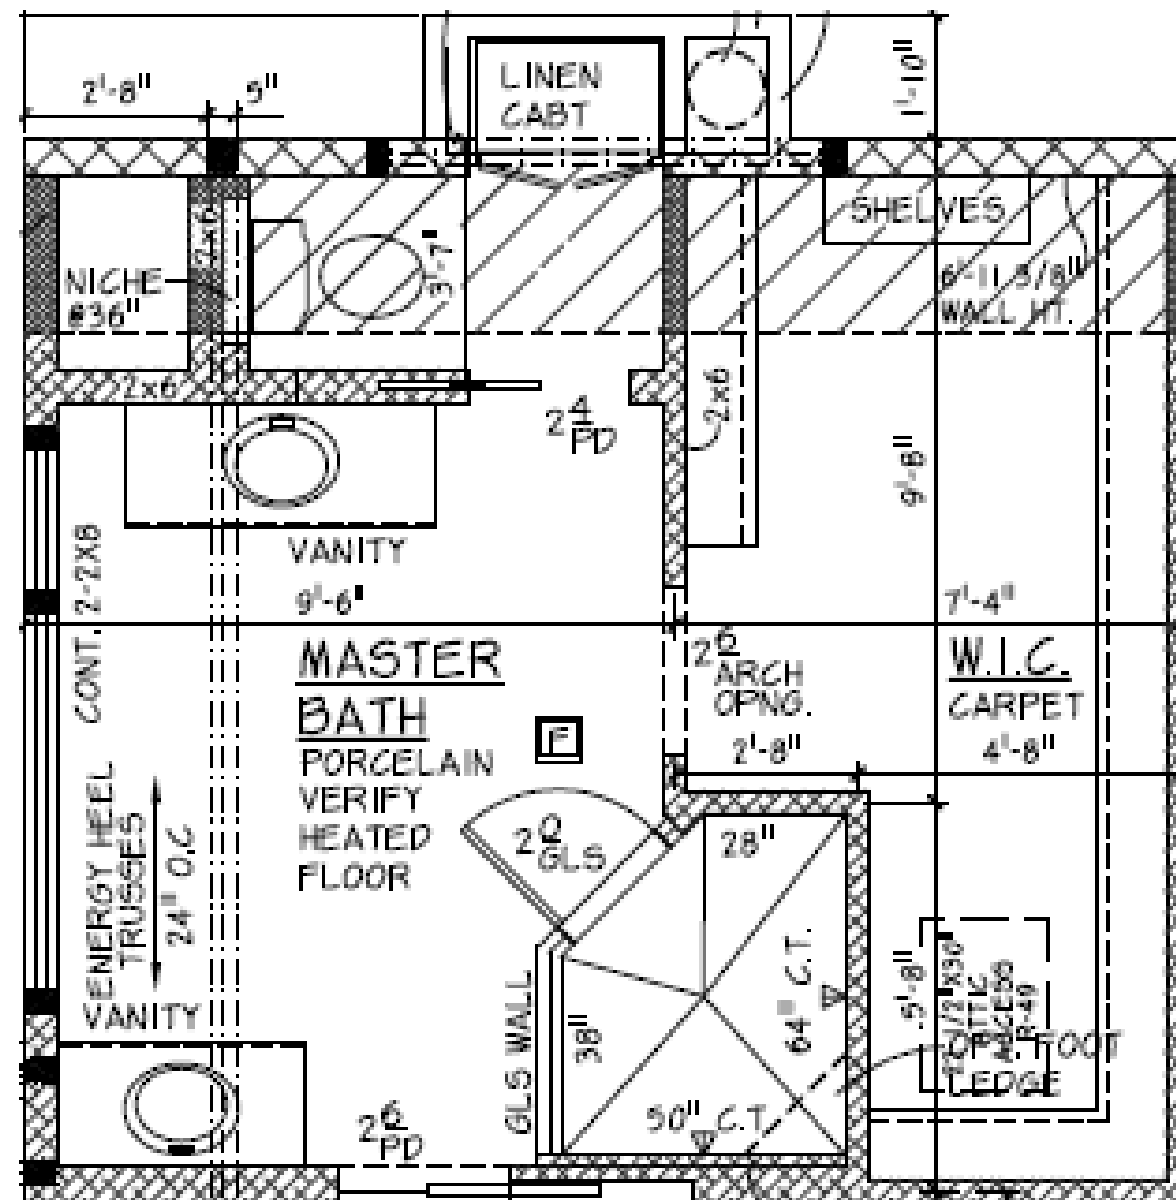 2'-8"
5"
1'-10"
LINEN
CABT
SHELVES
2x6
NICHE
@36"
3'-7"
6'-11 5/8"
WALL HT.
2x6
2x6
2 4
PD
9'-8"
VANITY
CONT. 2-2X8
9'-6"
7'-4"
MASTER
BATH
PORCELAIN
VERIFY
HEATED
FLOOR
2 6
ARCH
OPNG.
W.I.C.
CARPET
F
2'-8"
4'-8"
ENERGY HEEL
TRUSSES
24" O.C
2 0
GLS
28"
VANITY
GLS WALL
38"
64" C.T.
5'-8"
ATTIC
ACCESS
R-49
FOOT
LEDGE
50" C.T.
2 6
PD